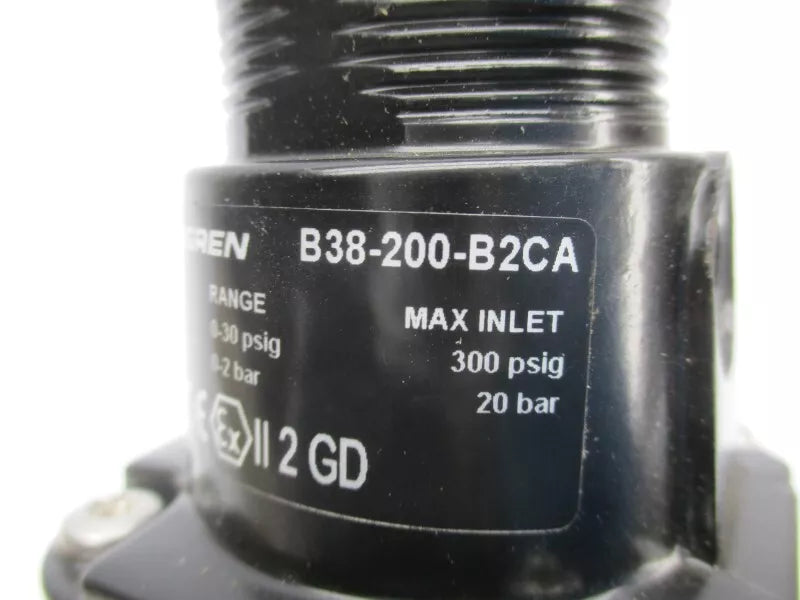 GREN B38-200-B2CA
RANGE
MAX INLET
0-30 psig
300 psig
0-2 bar
20 bar
Ex II 2 GD